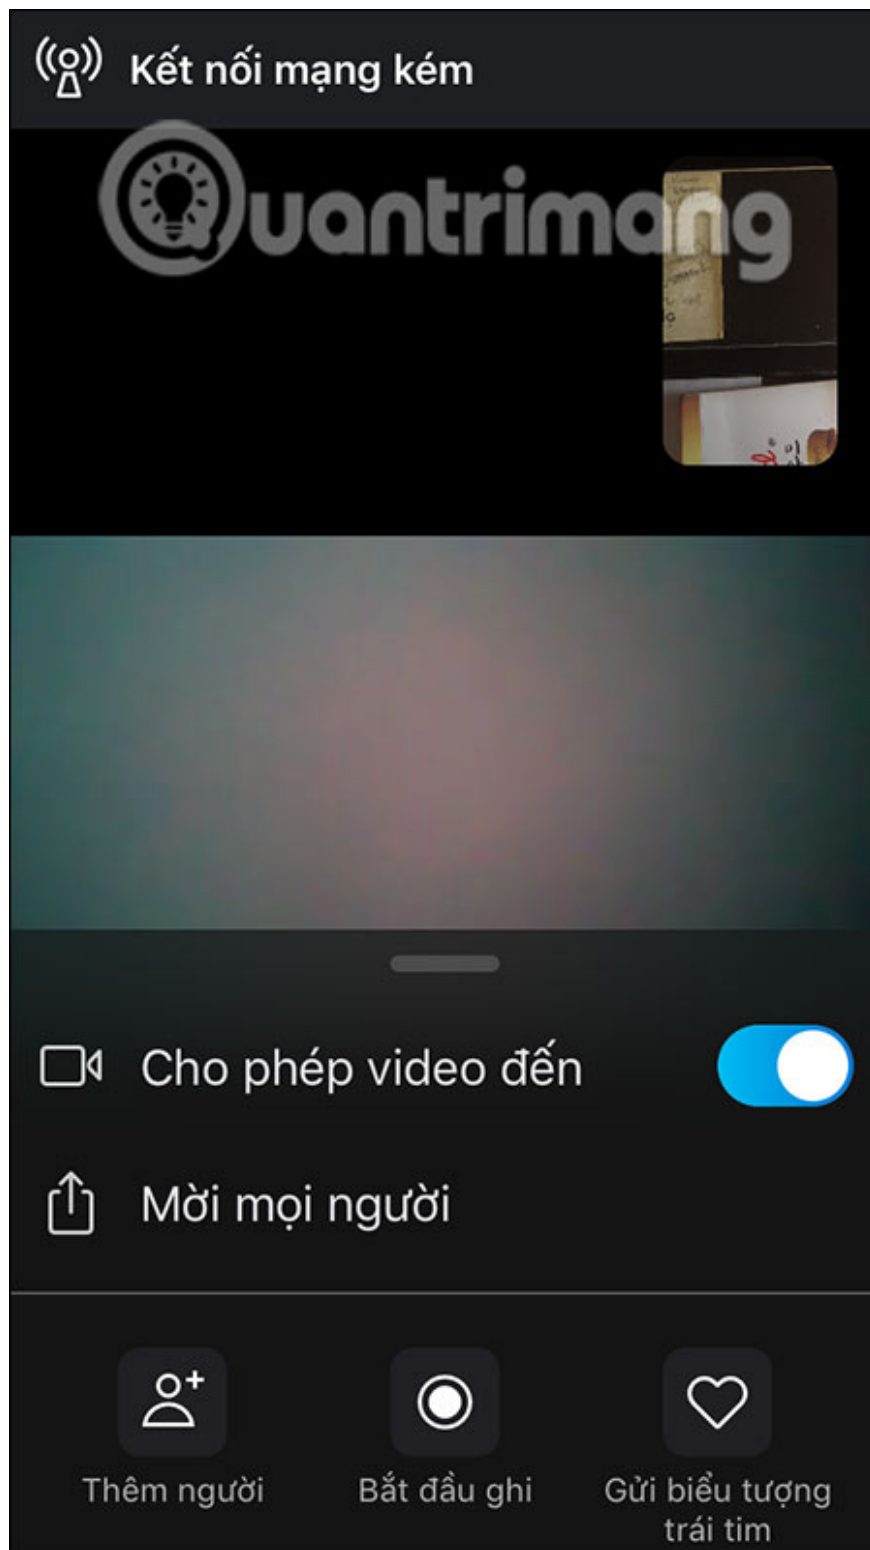 Kết nối mạng kém
Quantrimang
Cho phép video đến
Mời mọi người
Thêm người
Bắt đầu ghi
Gửi biểu tượng
trái tim